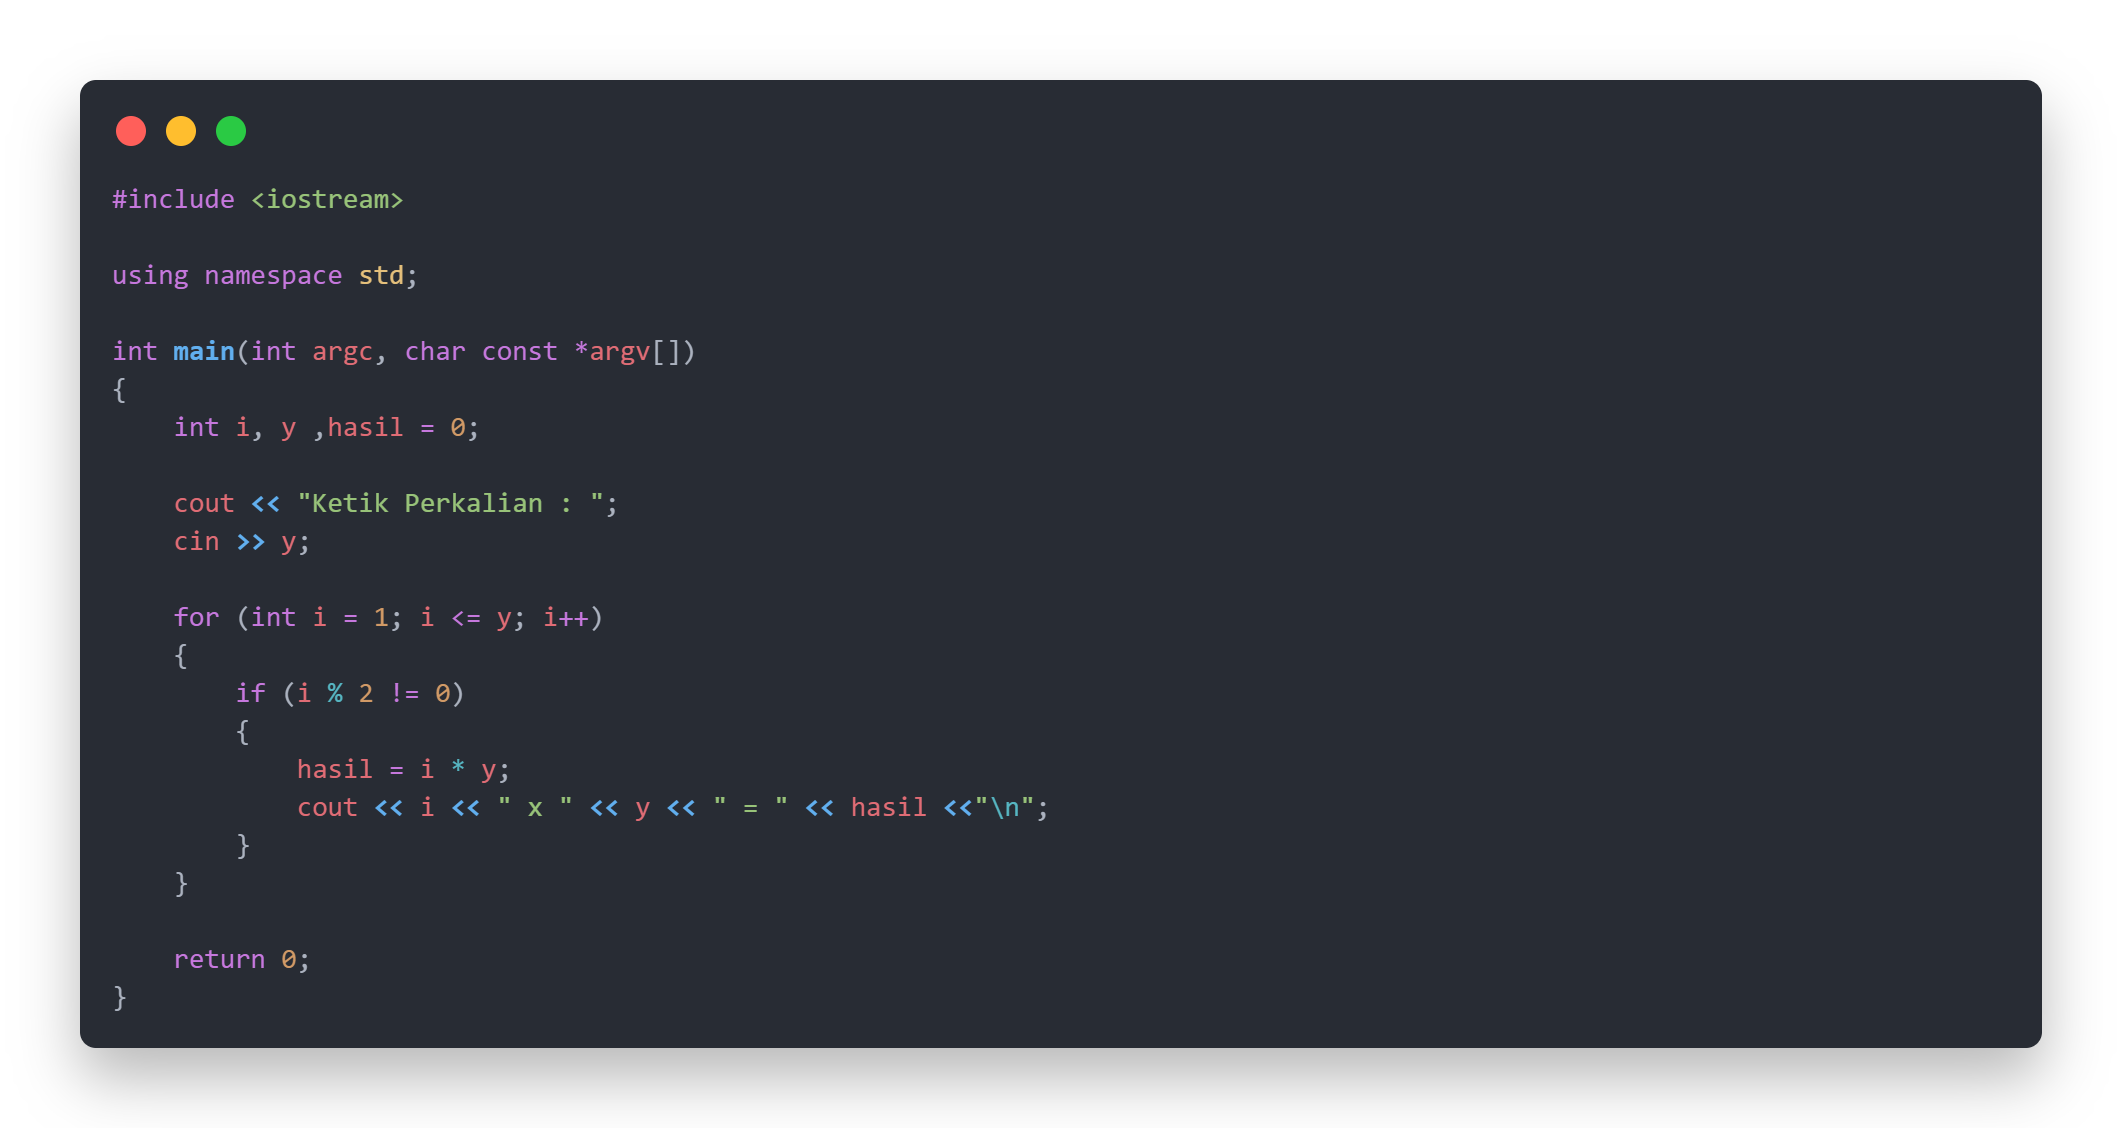 #include <iostream>
using namespace std;
int main(int argc, char const *argv[])
{
    int i, y ,hasil = 0;
    cout << "Ketik Perkalian : ";
    cin >> y;
    for (int i = 1; i <= y; i++)
    {
        if (i % 2 != 0)
        {
            hasil = i * y;
            cout << i << " x " << y << " = " << hasil <<"\n";
        }
    }
    return 0;
}